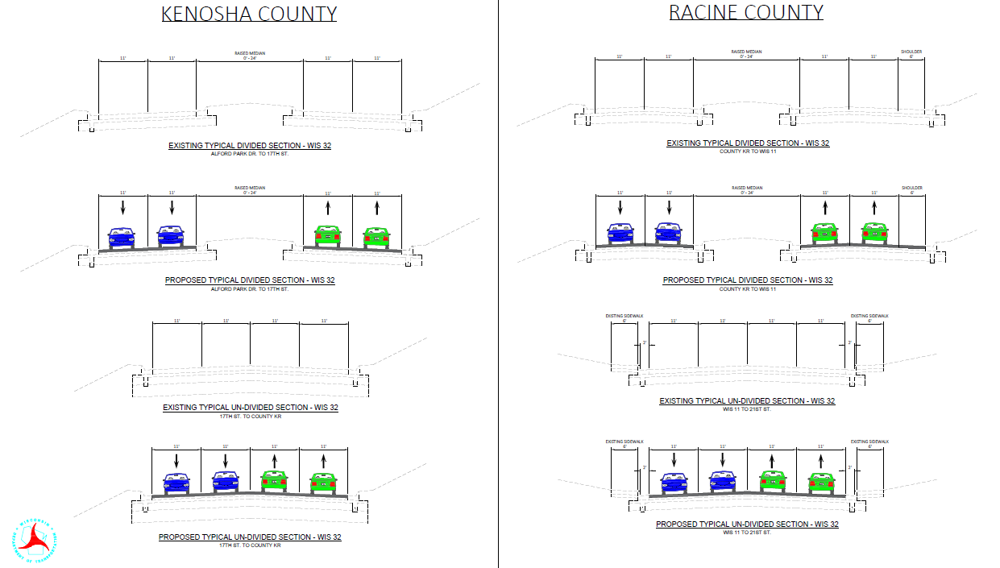 KENOSHA COUNTY
RAISED MEDIAN
11' 11' 0' - 24' 11' 11'
EXISTING TYPICAL DIVIDED SECTION - WIS 32
ALFORD PARK DR. TO 17TH ST.
RAISED MEDIAN
11' 11' 0' - 24' 11' 11'
PROPOSED TYPICAL DIVIDED SECTION - WIS 32
ALFORD PARK DR. TO 17TH ST.
11' 11' 11' 11'
EXISTING TYPICAL UN-DIVIDED SECTION - WIS 32
17TH ST. TO COUNTY KR
11' 11' 11' 11'
PROPOSED TYPICAL UN-DIVIDED SECTION - WIS 32
17TH ST. TO COUNTY KR
WISCONSIN
DEPARTMENT OF TRANSPORTATION
RACINE COUNTY
RAISED MEDIAN SHOULDER
11' 11' 0' - 24' 11' 11' 6'
EXISTING TYPICAL DIVIDED SECTION - WIS 32
COUNTY KR TO WIS 11
RAISED MEDIAN SHOULDER
11' 11' 0' - 24' 11' 11' 6'
PROPOSED TYPICAL DIVIDED SECTION - WIS 32
COUNTY KR TO WIS 11
EXISTING SIDEWALK EXISTING SIDEWALK
6' 11' 11' 11' 11' 6'
2' 2'
EXISTING TYPICAL UN-DIVIDED SECTION - WIS 32
WIS 11 TO 21ST ST.
EXISTING SIDEWALK EXISTING SIDEWALK
6' 11' 11' 11' 11' 6'
2' 2'
PROPOSED TYPICAL UN-DIVIDED SECTION - WIS 32
WIS 11 TO 21ST ST.